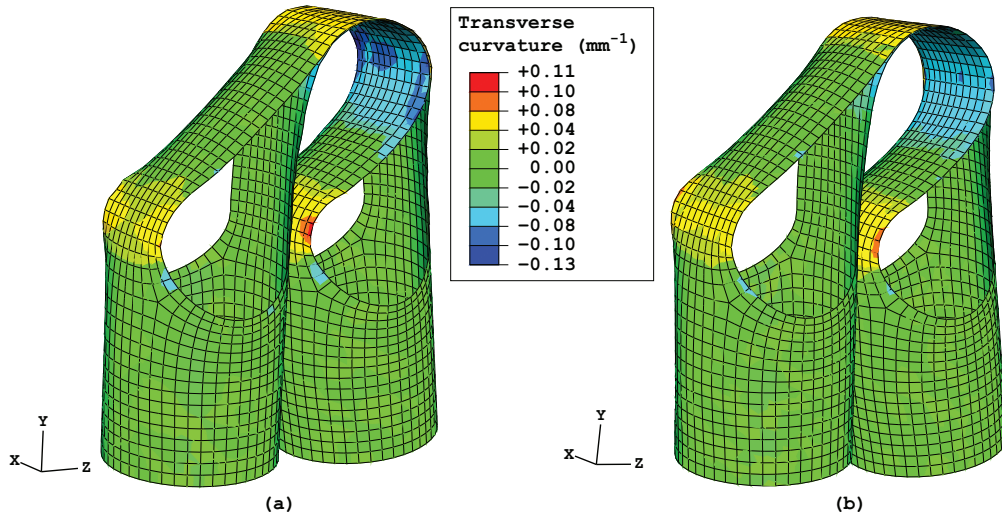 Transverse
curvature (mm⁻¹)
+0.11
+0.10
+0.08
+0.04
+0.02
0.00
−0.02
−0.04
−0.08
−0.10
−0.13
Y
X
Z
(a)
Y
X
Z
(b)